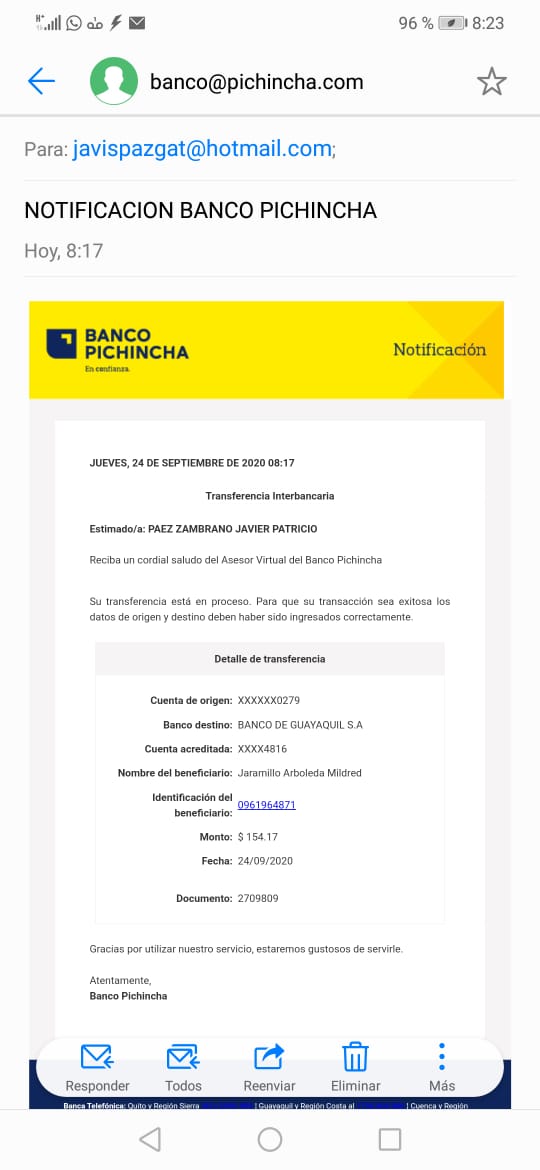 96 % 8:23
banco@pichincha.com
Para: javispazgat@hotmail.com;
NOTIFICACION BANCO PICHINCHA
Hoy, 8:17
BANCO
PICHINCHA
En confianza.
Notificación
JUEVES, 24 DE SEPTIEMBRE DE 2020 08:17
Transferencia Interbancaria
Estimado/a: PAEZ ZAMBRANO JAVIER PATRICIO
Reciba un cordial saludo del Asesor Virtual del Banco Pichincha
Su transferencia está en proceso. Para que su transacción sea exitosa los
datos de origen y destino deben haber sido ingresados correctamente.
Detalle de transferencia
Cuenta de origen: XXXXXX0279
Banco destino: BANCO DE GUAYAQUIL S.A
Cuenta acreditada: XXXX4816
Nombre del beneficiario: Jaramillo Arboleda Mildred
Identificación del
beneficiario: 0961964871
Monto: $ 154.17
Fecha: 24/09/2020
Documento: 2709809
Gracias por utilizar nuestro servicio, estaremos gustosos de servirle.
Atentamente,
Banco Pichincha
Responder Todos Reenviar Eliminar Más
Banca Telefónica: Quito y Región Sierra | Guayaquil y Región Costa al | Cuenca y Región